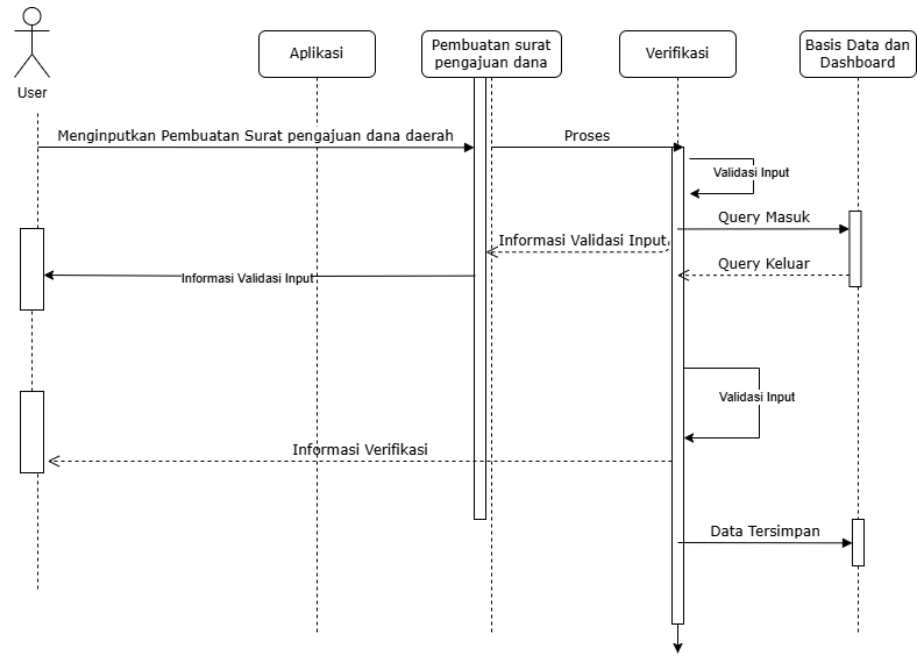 User
Aplikasi
Pembuatan surat
pengajuan dana
Verifikasi
Basis Data dan
Dashboard
Menginputkan Pembuatan Surat pengajuan dana daerah
Proses
Validasi Input
Query Masuk
Informasi Validasi Input
Query Keluar
Informasi Validasi Input
Validasi Input
Informasi Verifikasi
Data Tersimpan